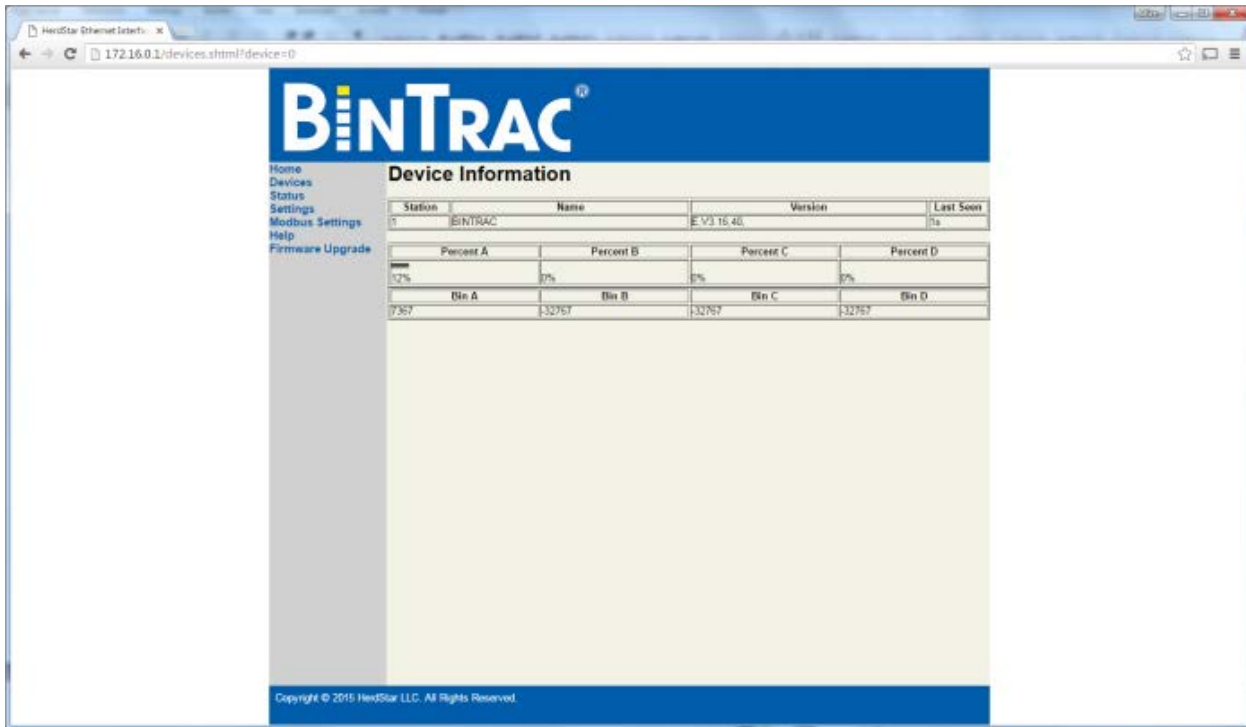 HerdStar Ethernet Interf
172.16.0.1/devices.shtml?device=0
BINTRAC®
Home
Devices
Status
Settings
Modbus Settings
Help
Firmware Upgrade
Device Information
Station Name Version Last Seen
1 BINTRAC E.V3.15,40, 1s
Percent A Percent B Percent C Percent D
12% 0% 0% 0%
Bin A Bin B Bin C Bin D
7367 -32767 -32767 -32767
Copyright © 2015 HerdStar LLC. All Rights Reserved.